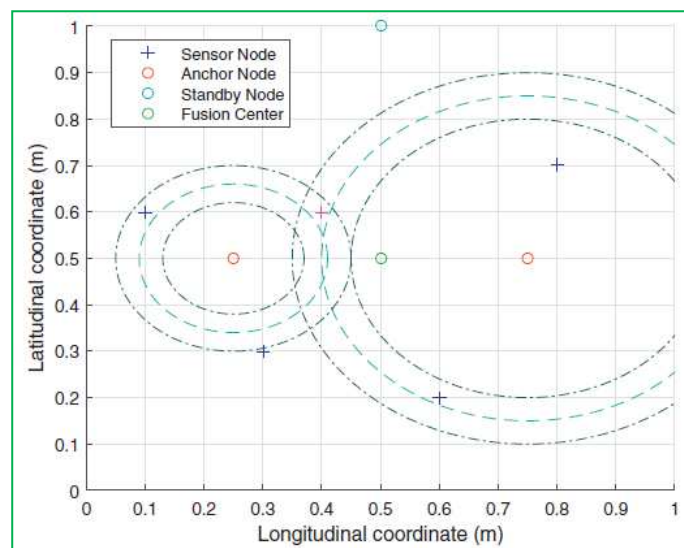 1
0.9
0.8
0.7
0.6
0.5
0.4
0.3
0.2
0.1
0
Latitudinal coordinate (m)
Sensor Node
Anchor Node
Standby Node
Fusion Center
0 0.1 0.2 0.3 0.4 0.5 0.6 0.7 0.8 0.9 1
Longitudinal coordinate (m)